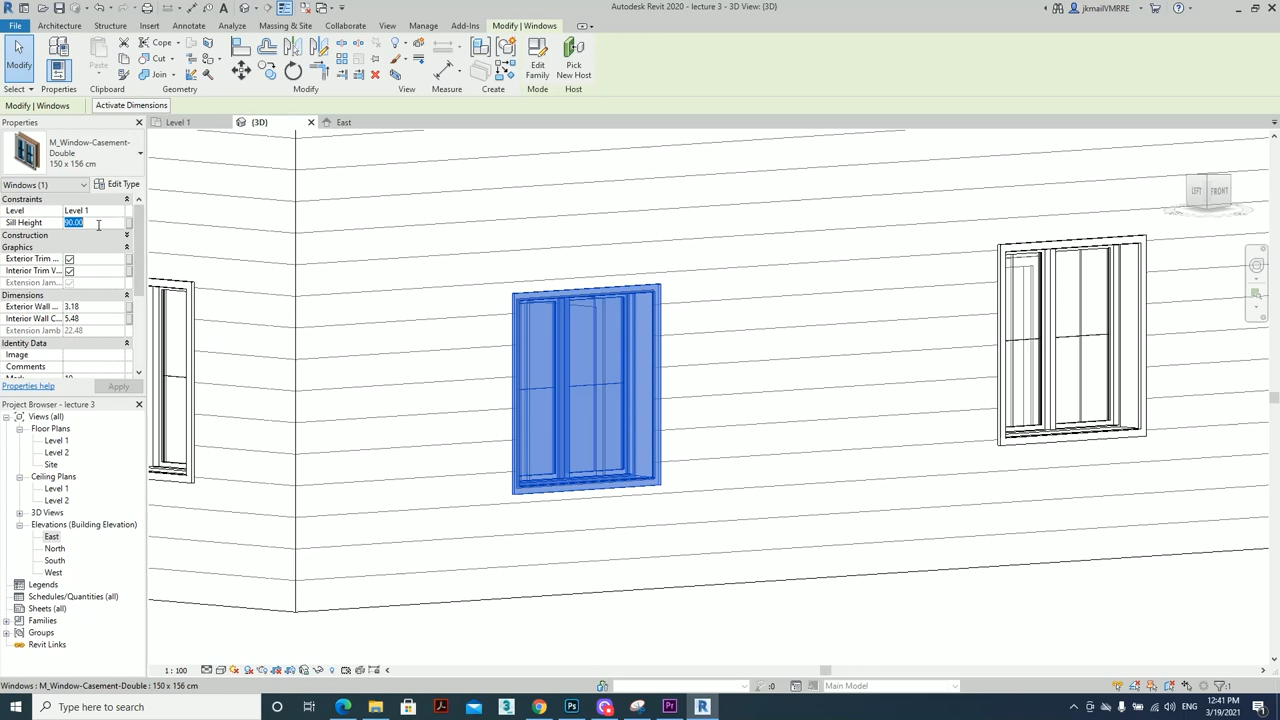 Autodesk Revit 2020 - lecture 3 - 3D View: {3D}
jkmailVMRRE
File
Architecture
Structure
Insert
Annotate
Analyze
Massing & Site
Collaborate
View
Manage
Add-Ins
Modify | Windows
Modify
Paste
Cope
Cut
Join
Edit
Family
Pick
New Host
Select
Properties
Clipboard
Geometry
Modify
View
Measure
Create
Mode
Host
Modify | Windows
Activate Dimensions
Properties
Level 1
{3D}
East
M_Window-Casement-
Double
150 x 156 cm
Windows (1)
Edit Type
Constraints
Level Level 1
Sill Height 90.00
Construction
Graphics
Exterior Trim ...
Interior Trim V...
Extension Jam...
Dimensions
Exterior Wall ... 3.18
Interior Wall C... 5.48
Extension Jamb 22.48
Identity Data
Image
Comments
Properties help
Apply
LEFT
FRONT
Project Browser - lecture 3
Views (all)
Floor Plans
Level 1
Level 2
Site
Ceiling Plans
Level 1
Level 2
3D Views
Elevations (Building Elevation)
East
North
South
West
Legends
Schedules/Quantities (all)
Sheets (all)
Families
Groups
Revit Links
1 : 100
Windows : M_Window-Casement-Double : 150 x 156 cm
:0
Main Model
:1
Type here to search
12:41 PM
3/19/2021